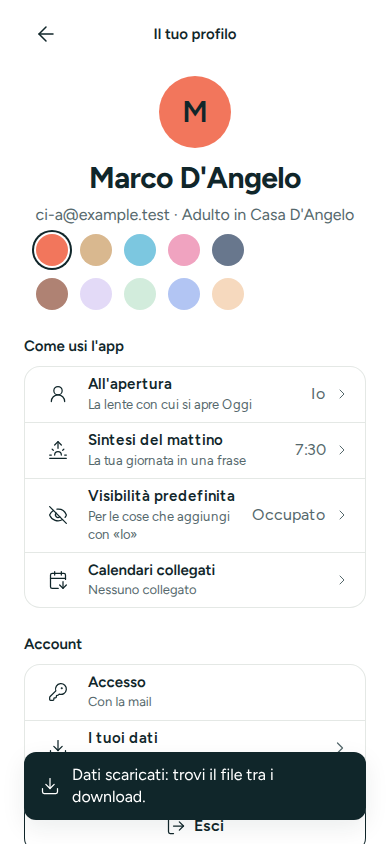 Il tuo profilo
M
Marco D'Angelo
ci-a@example.test · Adulto in Casa D'Angelo
Come usi l'app
All'apertura
La lente con cui si apre Oggi
Io
Sintesi del mattino
La tua giornata in una frase
7:30
Visibilità predefinita
Per le cose che aggiungi
con «Io»
Occupato
Calendari collegati
Nessuno collegato
Account
Accesso
Con la mail
I tuoi dati
Dati scaricati: trovi il file tra i
download.
Esci